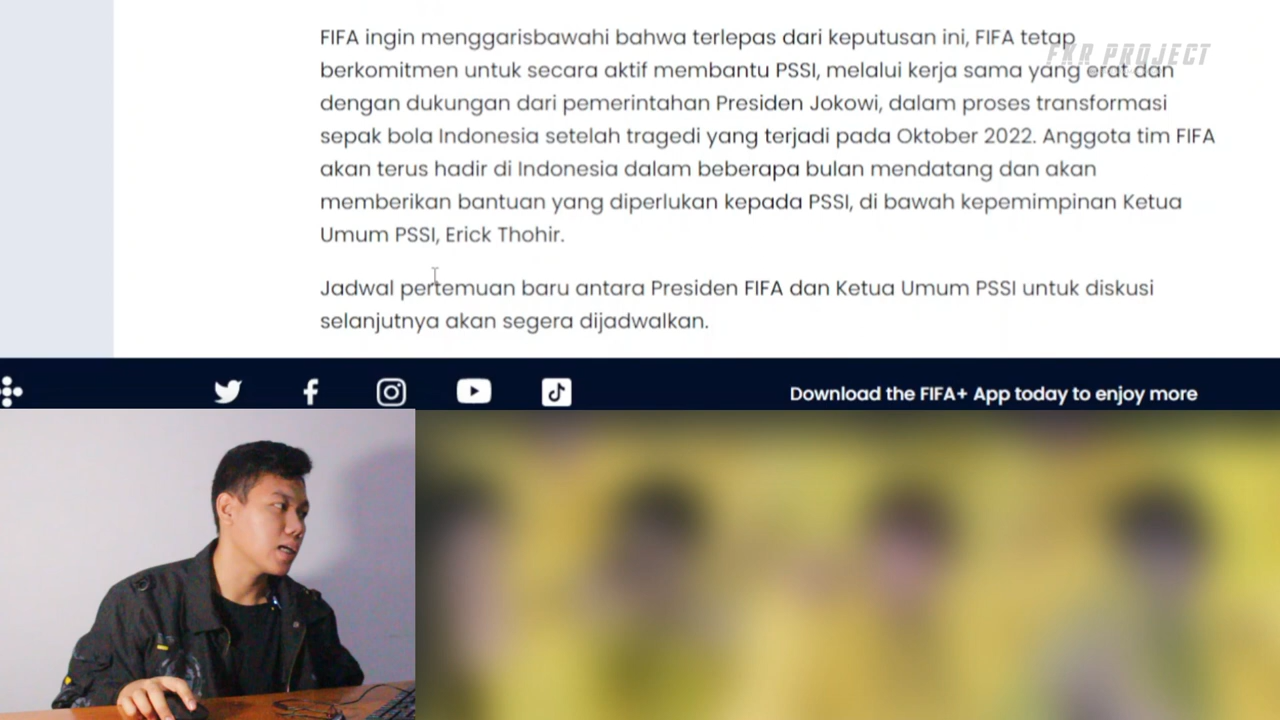 FIFA ingin menggarisbawahi bahwa terlepas dari keputusan ini, FIFA tetap
FXR PROJECT
berkomitmen untuk secara aktif membantu PSSI, melalui kerja sama yang erat dan
dengan dukungan dari pemerintahan Presiden Jokowi, dalam proses transformasi
sepak bola Indonesia setelah tragedi yang terjadi pada Oktober 2022. Anggota tim FIFA
akan terus hadir di Indonesia dalam beberapa bulan mendatang dan akan
memberikan bantuan yang diperlukan kepada PSSI, di bawah kepemimpinan Ketua
Umum PSSI, Erick Thohir.
Jadwal pertemuan baru antara Presiden FIFA dan Ketua Umum PSSI untuk diskusi
selanjutnya akan segera dijadwalkan.
Download the FIFA+ App today to enjoy more